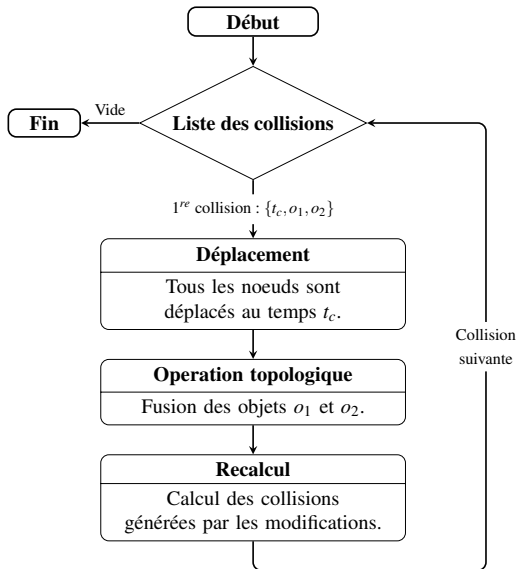 Début
Liste des collisions
Vide
Fin
1^{re} collision : {t_c, o_1, o_2}
Déplacement
Tous les noeuds sont
déplacés au temps t_c.
Operation topologique
Fusion des objets o_1 et o_2.
Recalcul
Calcul des collisions
générées par les modifications.
Collision
suivante